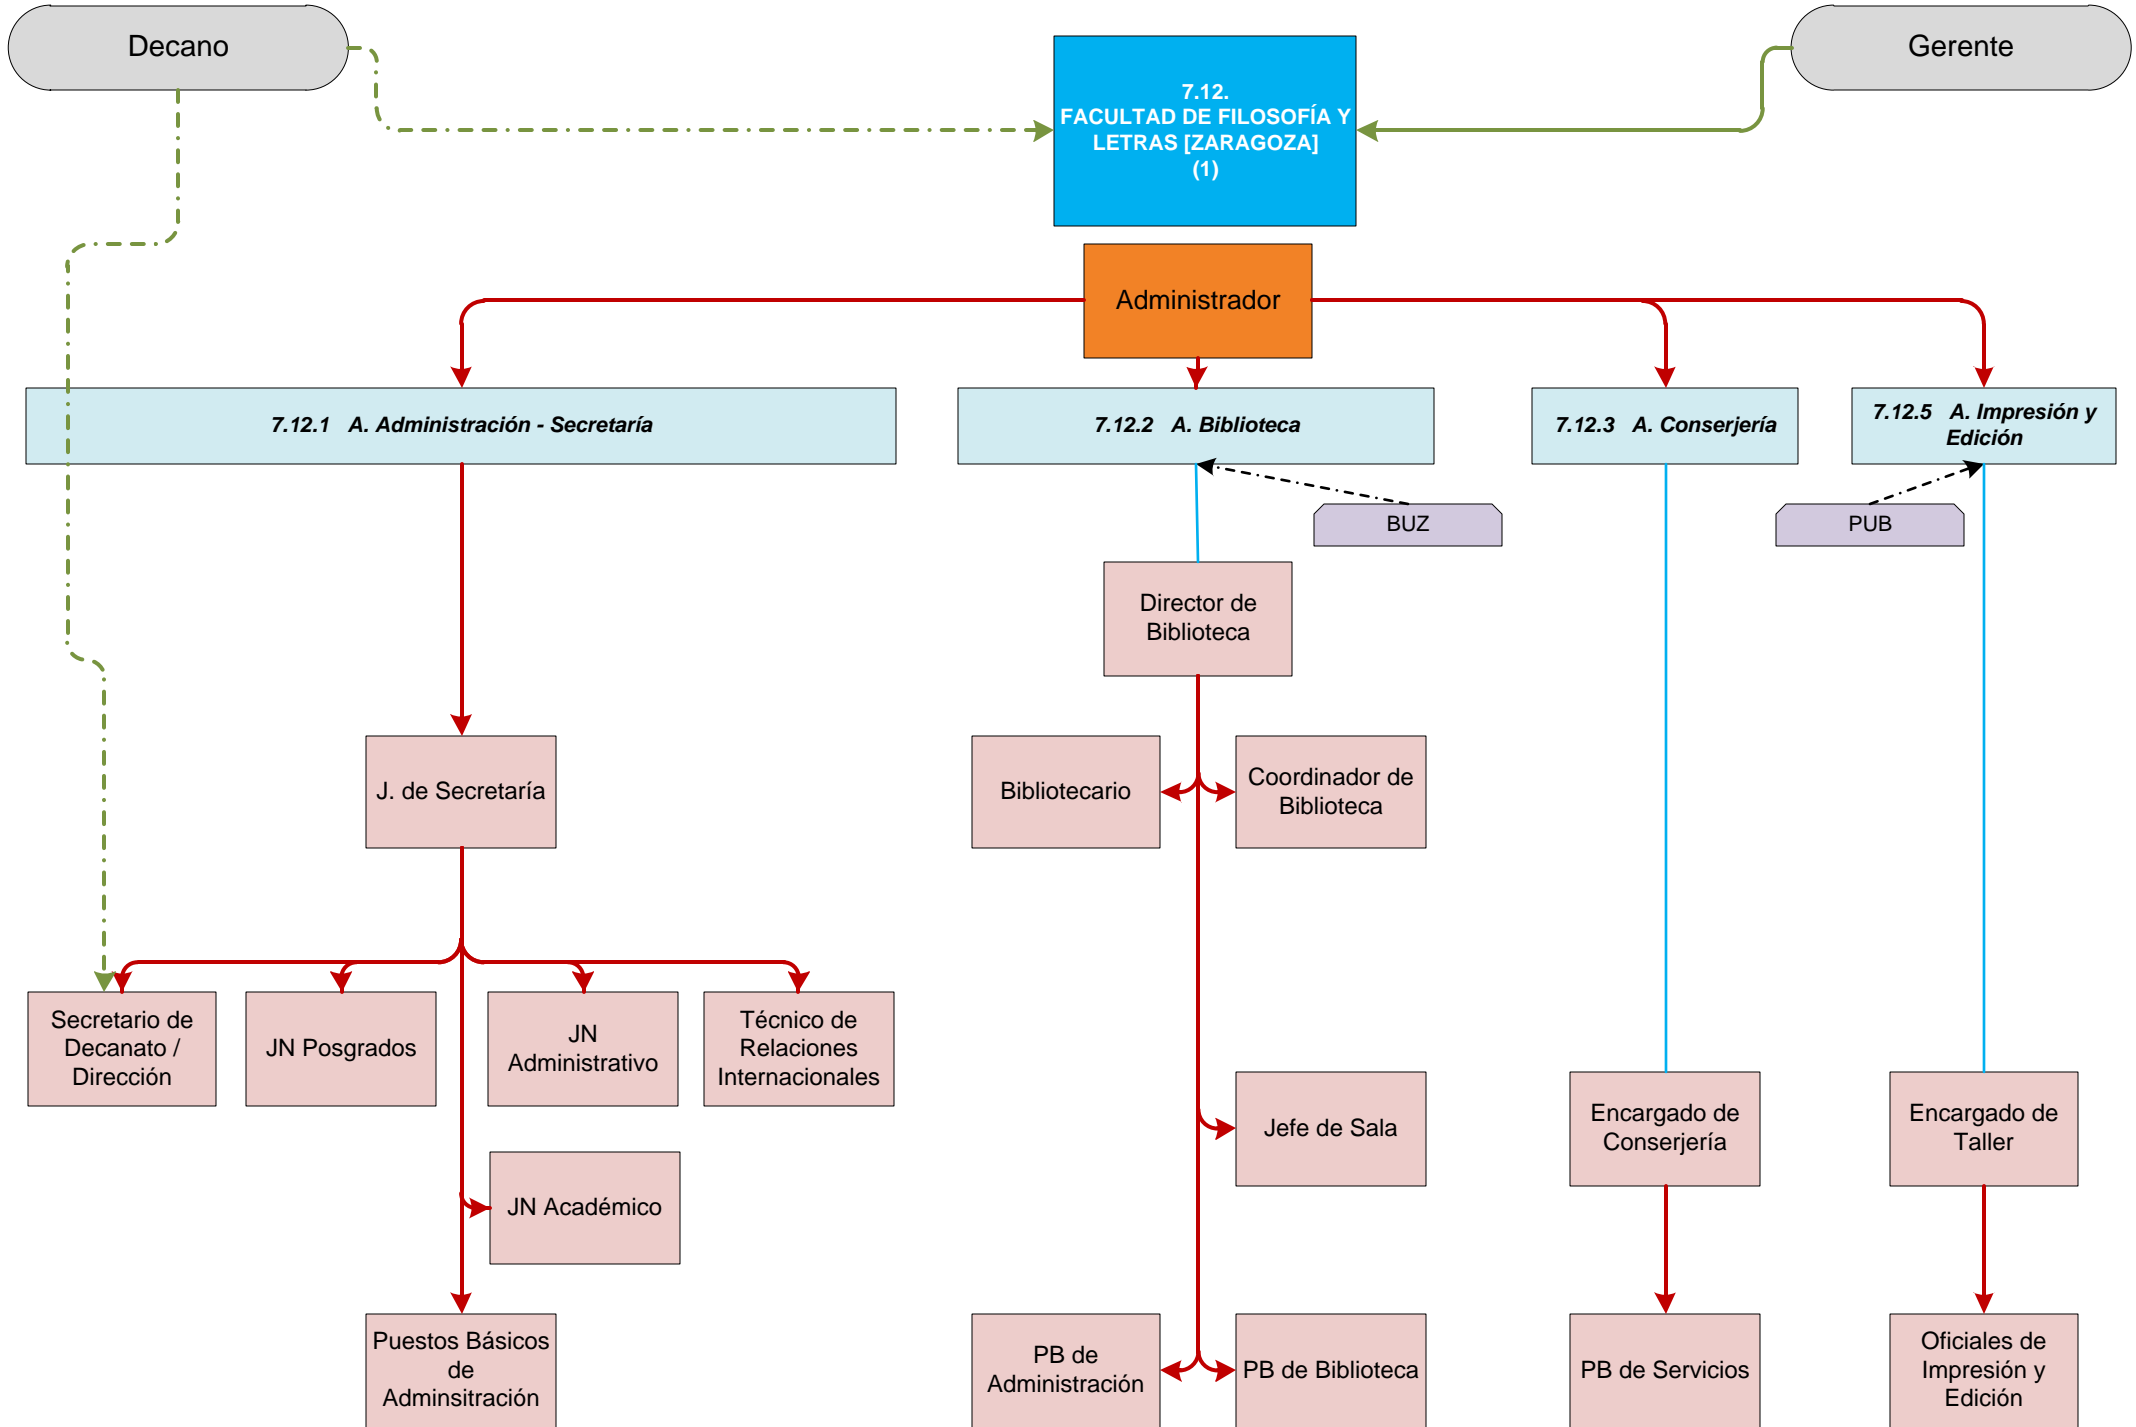 Decano
Gerente
7.12.
FACULTAD DE FILOSOFÍA Y
LETRAS [ZARAGOZA]
(1)
Administrador
7.12.1 A. Administración - Secretaría
7.12.2 A. Biblioteca
7.12.3 A. Conserjería
7.12.5 A. Impresión y
Edición
BUZ
PUB
Director de
Biblioteca
J. de Secretaría
Bibliotecario
Coordinador de
Biblioteca
Secretario de
Decanato /
Dirección
JN Posgrados
JN
Administrativo
Técnico de
Relaciones
Internacionales
Jefe de Sala
Encargado de
Conserjería
Encargado de
Taller
JN Académico
Puestos Básicos
de
Adminsitración
PB de
Administración
PB de Biblioteca
PB de Servicios
Oficiales de
Impresión y
Edición